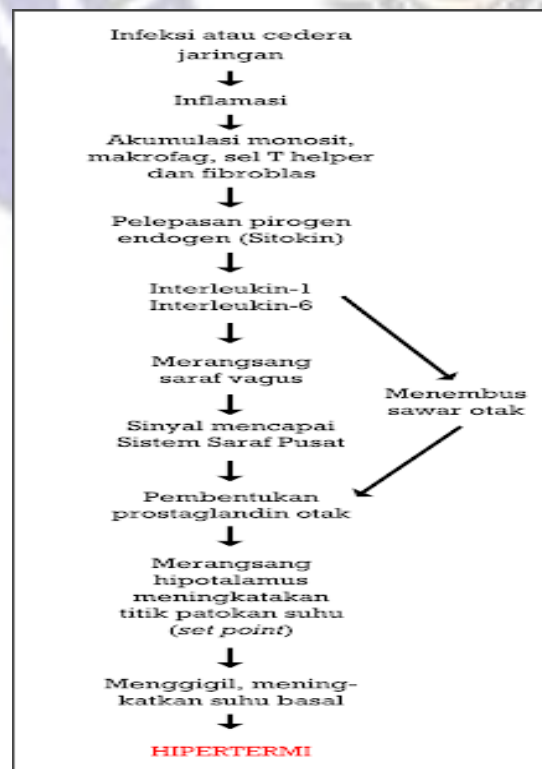 Infeksi atau cedera
jaringan
Inflamasi
Akumulasi monosit,
makrofag, sel T helper
dan fibroblas
Pelepasan pirogen
endogen (Sitokin)
Interleukin-1
Interleukin-6
Merangsang
saraf vagus
Menembus
sawar otak
Sinyal mencapai
Sistem Saraf Pusat
Pembentukan
prostaglandin otak
Merangsang
hipotalamus
meningkatakan
titik patokan suhu
(set point)
Menggigil, mening-
katkan suhu basal
HIPERTERMI